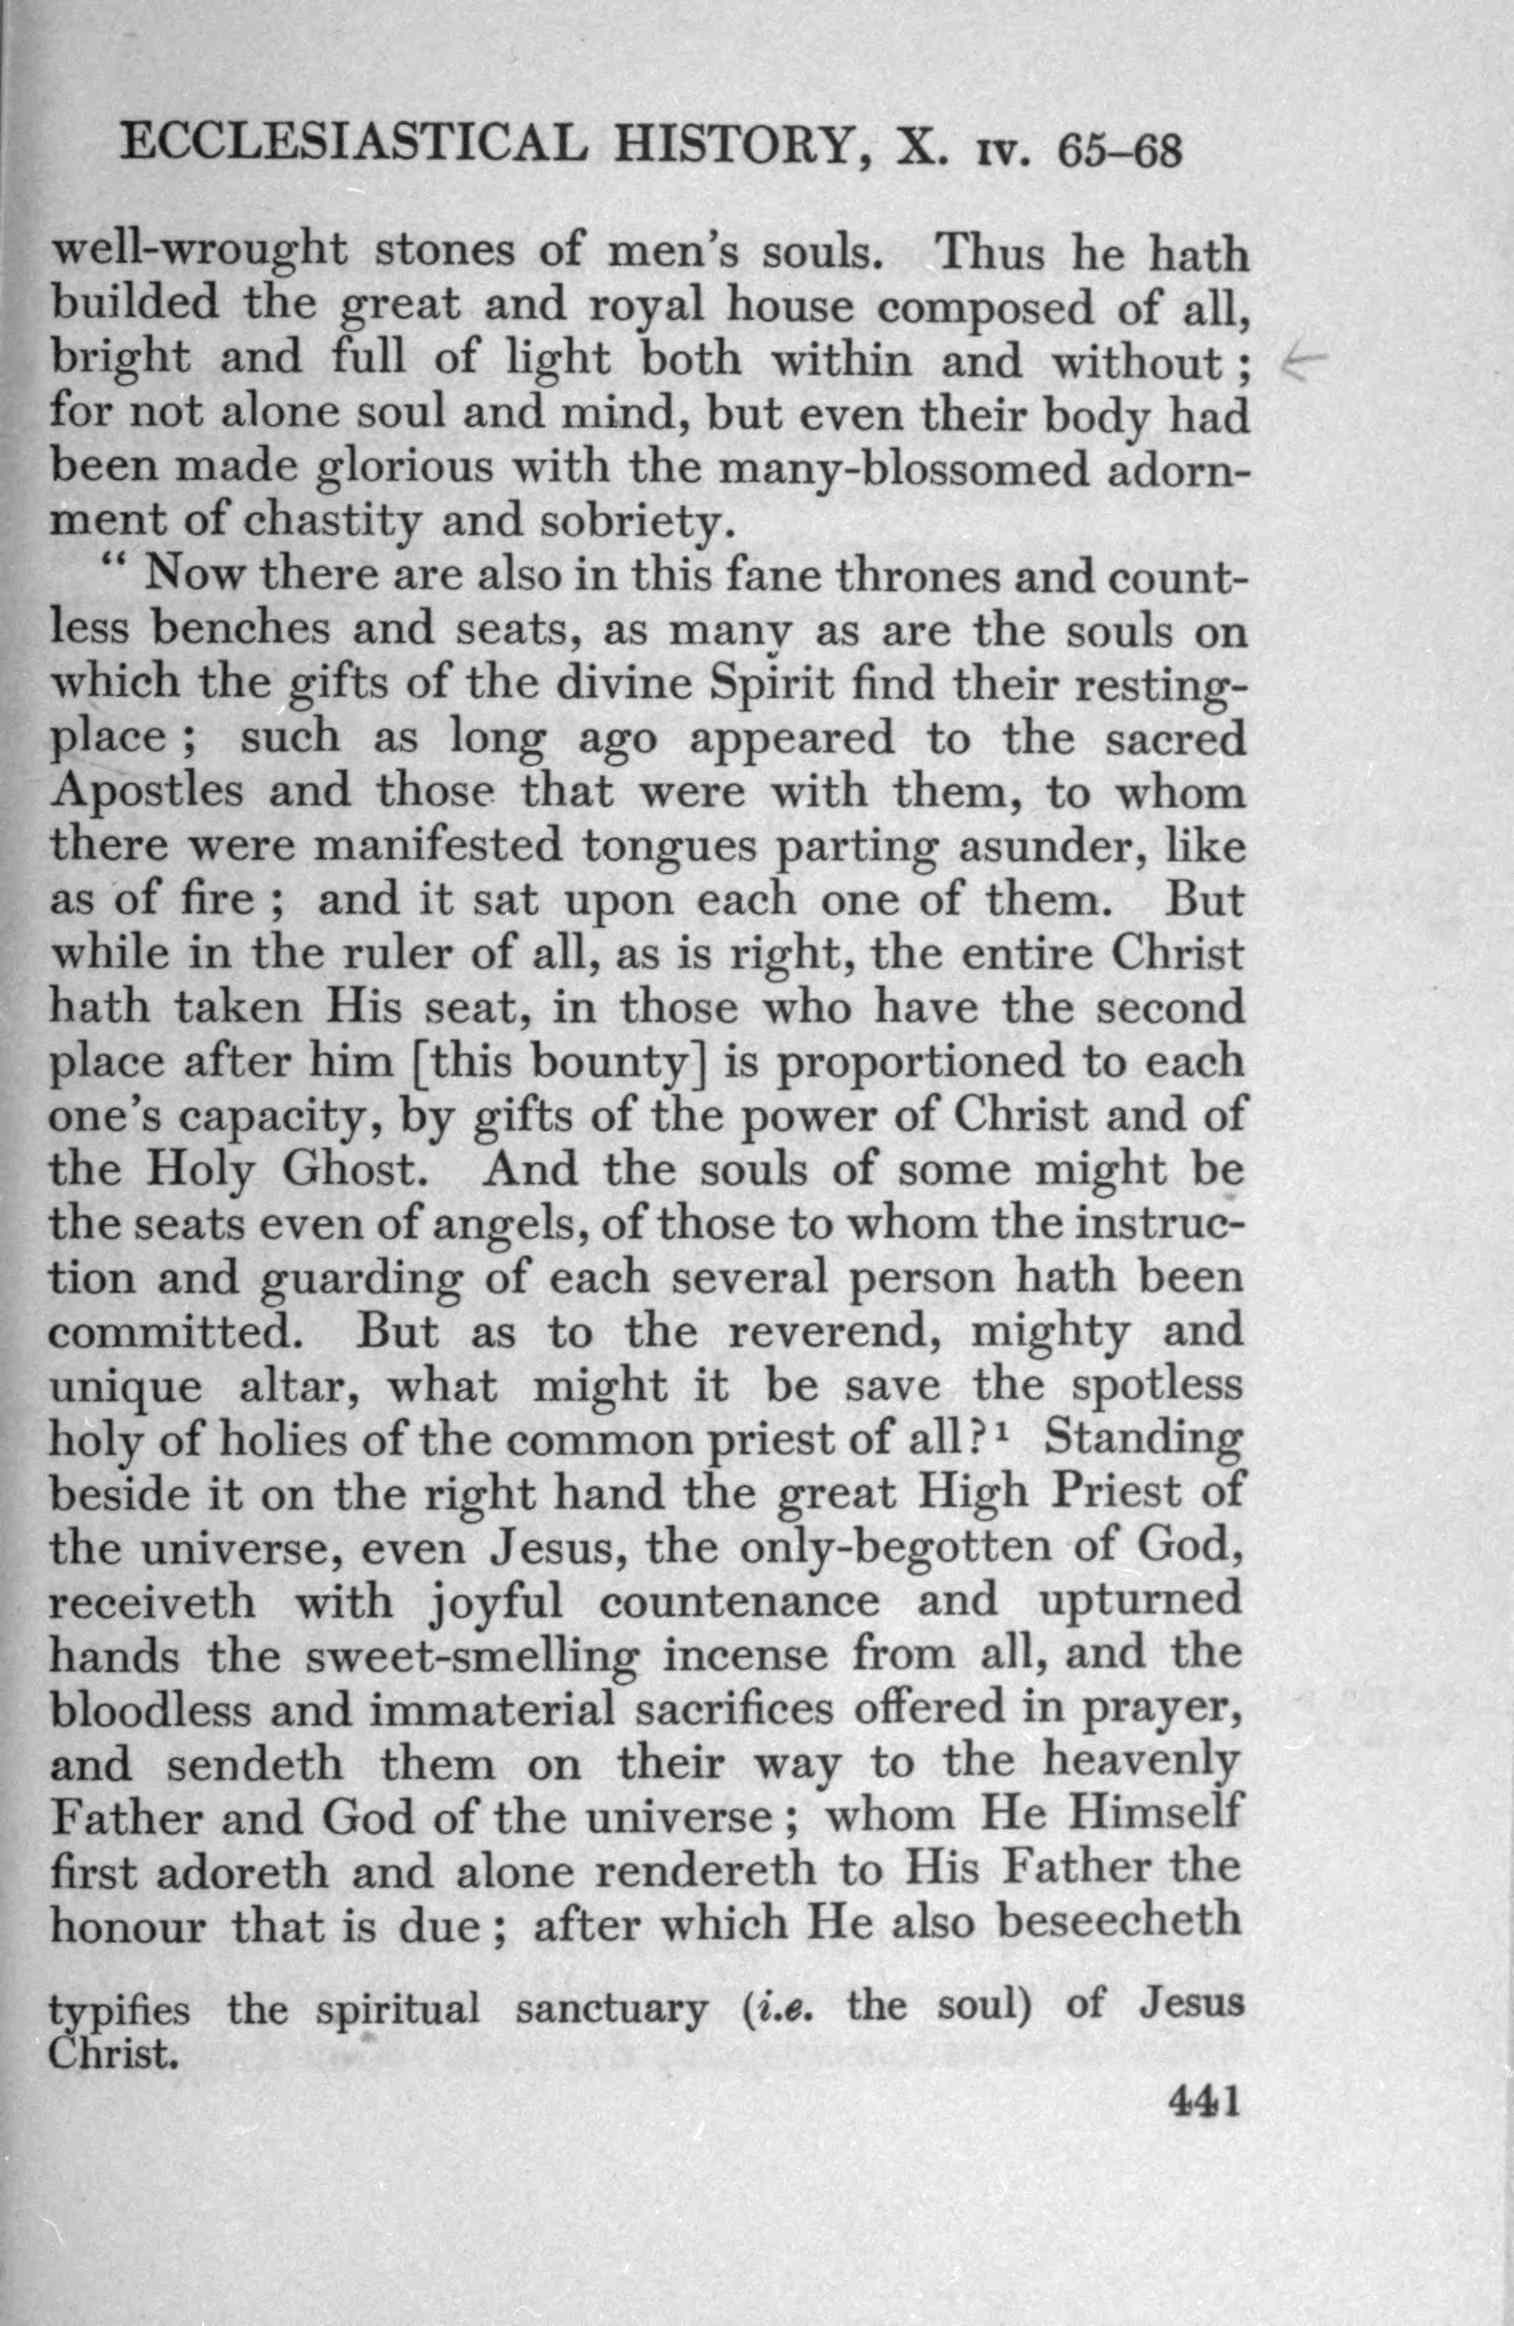 ECCLESIASTICAL HISTORY, X. IV. 65–68
well-wrought stones of men's souls. Thus he hath
builded the great and royal house composed of all,
bright and full of light both within and without ;
for not alone soul and mind, but even their body had
been made glorious with the many-blossomed adorn-
ment of chastity and sobriety.
“ Now there are also in this fane thrones and count-
less benches and seats, as many as are the souls on
which the gifts of the divine Spirit find their resting-
place ; such as long ago appeared to the sacred
Apostles and those that were with them, to whom
there were manifested tongues parting asunder, like
as of fire ; and it sat upon each one of them. But
while in the ruler of all, as is right, the entire Christ
hath taken His seat, in those who have the second
place after him [this bounty] is proportioned to each
one's capacity, by gifts of the power of Christ and of
the Holy Ghost. And the souls of some might be
the seats even of angels, of those to whom the instruc-
tion and guarding of each several person hath been
committed. But as to the reverend, mighty and
unique altar, what might it be save the spotless
holy of holies of the common priest of all ?¹ Standing
beside it on the right hand the great High Priest of
the universe, even Jesus, the only-begotten of God,
receiveth with joyful countenance and upturned
hands the sweet-smelling incense from all, and the
bloodless and immaterial sacrifices offered in prayer,
and sendeth them on their way to the heavenly
Father and God of the universe ; whom He Himself
first adoreth and alone rendereth to His Father the
honour that is due ; after which He also beseecheth
typifies the spiritual sanctuary (i.e. the soul) of Jesus
Christ.
441